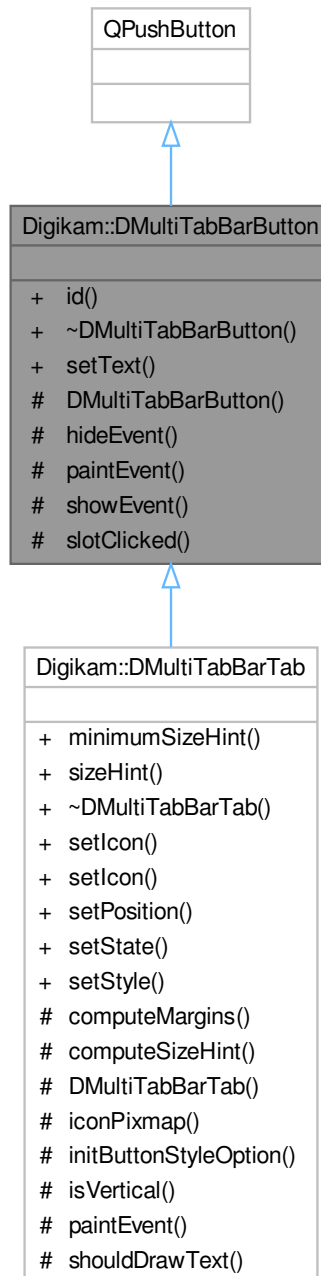 QPushButton
Digikam::DMultiTabBarButton
+ id()
+ ~DMultiTabBarButton()
+ setText()
# DMultiTabBarButton()
# hideEvent()
# paintEvent()
# showEvent()
# slotClicked()
Digikam::DMultiTabBarTab
+ minimumSizeHint()
+ sizeHint()
+ ~DMultiTabBarTab()
+ setIcon()
+ setIcon()
+ setPosition()
+ setState()
+ setStyle()
# computeMargins()
# computeSizeHint()
# DMultiTabBarTab()
# iconPixmap()
# initButtonStyleOption()
# isVertical()
# paintEvent()
# shouldDrawText()